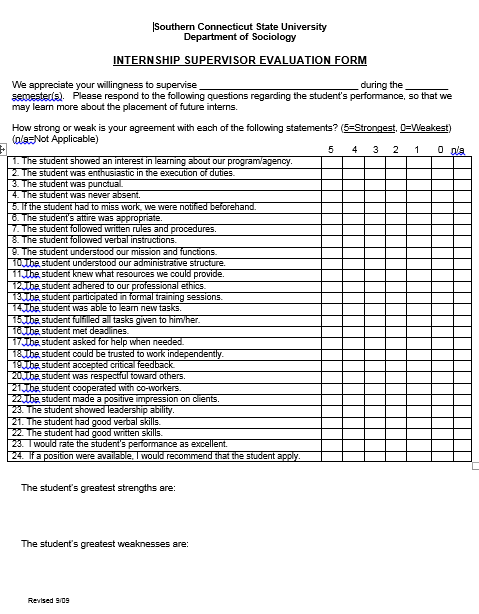 Southern Connecticut State University
Department of Sociology
INTERNSHIP SUPERVISOR EVALUATION FORM
We appreciate your willingness to supervise ______________________________ during the ________
semester(s). Please respond to the following questions regarding the student's performance, so that we
may learn more about the placement of future interns.
How strong or weak is your agreement with each of the following statements? (5=Strongest, 0=Weakest)
(n/a=Not Applicable)
5 4 3 2 1 0 n/a
1. The student showed an interest in learning about our program/agency.
2. The student was enthusiastic in the execution of duties.
3. The student was punctual.
4. The student was never absent.
5. If the student had to miss work, we were notified beforehand.
6. The student's attire was appropriate.
7. The student followed written rules and procedures.
8. The student followed verbal instructions.
9. The student understood our mission and functions.
10.The student understood our administrative structure.
11.The student knew what resources we could provide.
12.The student adhered to our professional ethics.
13.The student participated in formal training sessions.
14.The student was able to learn new tasks.
15.The student fulfilled all tasks given to him/her.
16.The student met deadlines.
17.The student asked for help when needed.
18.The student could be trusted to work independently.
19.The student accepted critical feedback.
20.The student was respectful toward others.
21.The student cooperated with co-workers.
22.The student made a positive impression on clients.
23. The student showed leadership ability.
21. The student had good verbal skills.
22. The student had good written skills.
23. I would rate the student's performance as excellent.
24. If a position were available, I would recommend that the student apply.
The student's greatest strengths are:
The student's greatest weaknesses are:
Revised 9/09